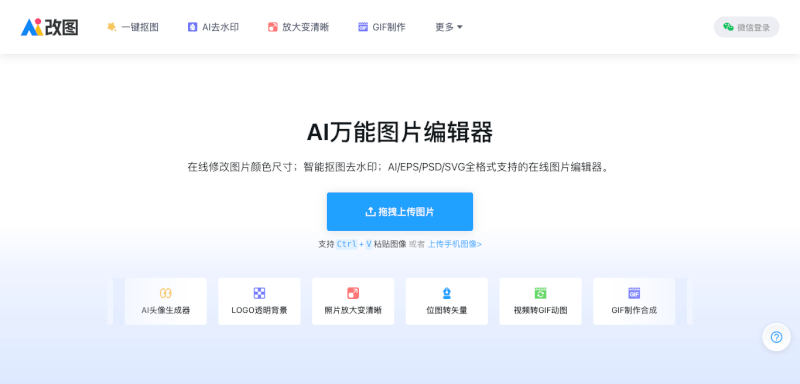 Ai改图
一键抠图
AI去水印
放大变清晰
GIF制作
更多
微信登录
AI万能图片编辑器
在线修改图片颜色尺寸；智能抠图去水印；AI/EPS/PSD/SVG全格式支持的在线图片编辑器。
拖拽上传图片
支持 Ctrl + V 粘贴图像 或者 上传手机图像>
AI头像生成器
LOGO透明背景
照片放大变清晰
位图转矢量
视频转GIF动图
GIF
GIF制作合成